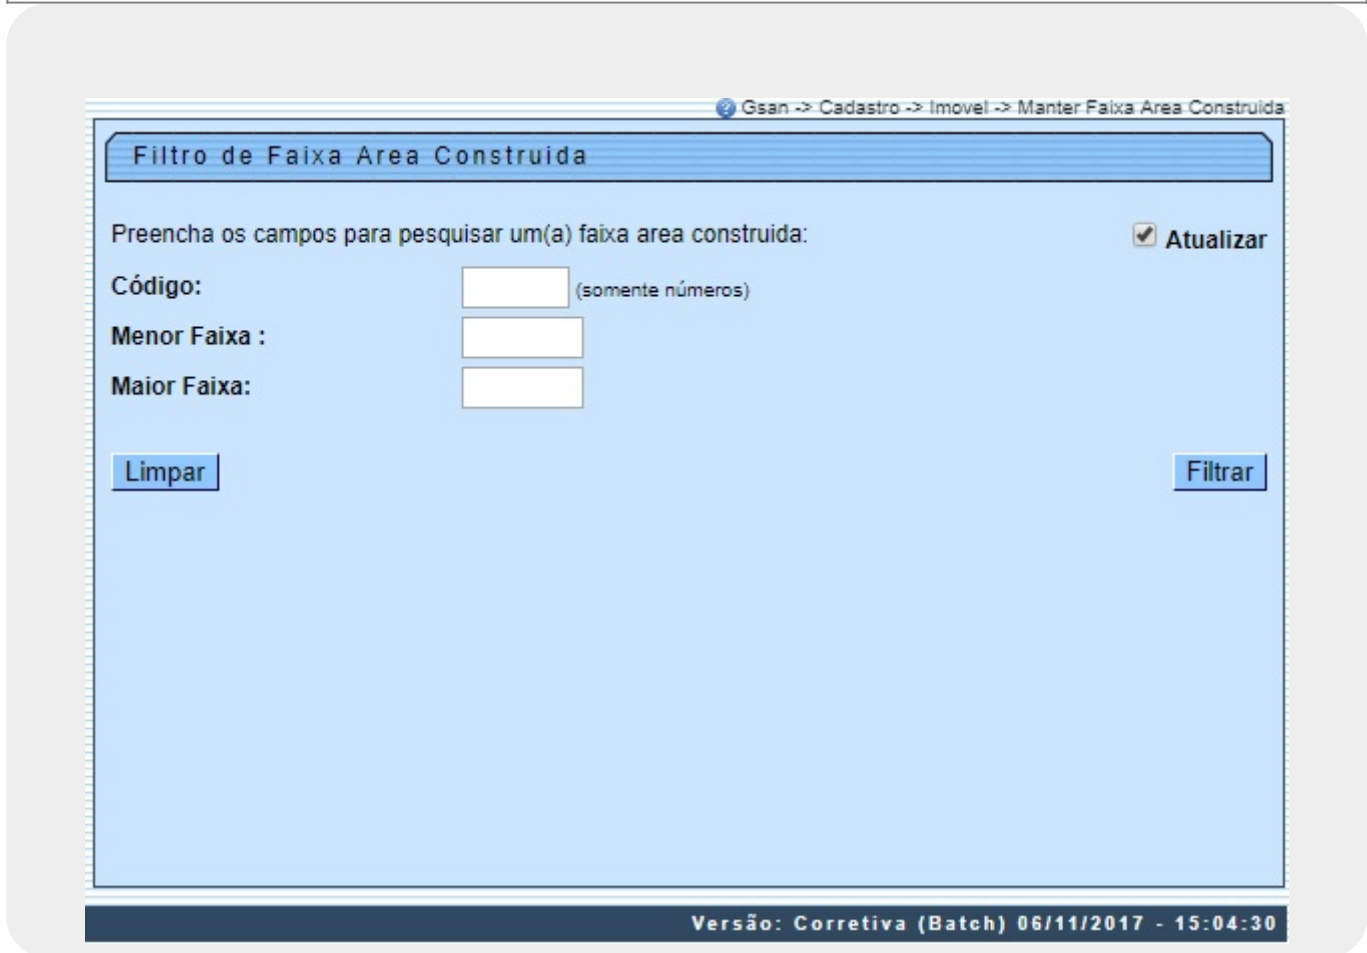 Gsan -> Cadastro -> Imovel -> Manter Faixa Area Construida
Filtro de Faixa Area Construida
Preencha os campos para pesquisar um(a) faixa area construida:
Atualizar
Código:
(somente números)
Menor Faixa :
Maior Faixa:
Limpar
Filtrar
Versão: Corretiva (Batch) 06/11/2017 - 15:04:30